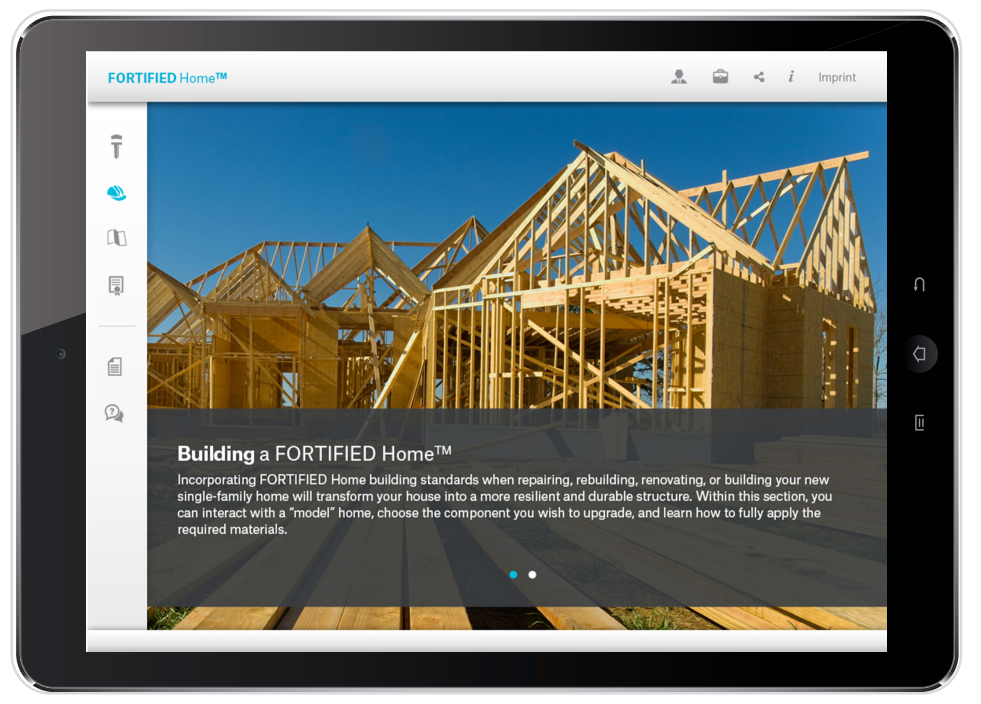 FORTIFIED Home™
i Imprint
Building a FORTIFIED Home™
Incorporating FORTIFIED Home building standards when repairing, rebuilding, renovating, or building your new
single-family home will transform your house into a more resilient and durable structure. Within this section, you
can interact with a “model” home, choose the component you wish to upgrade, and learn how to fully apply the
required materials.